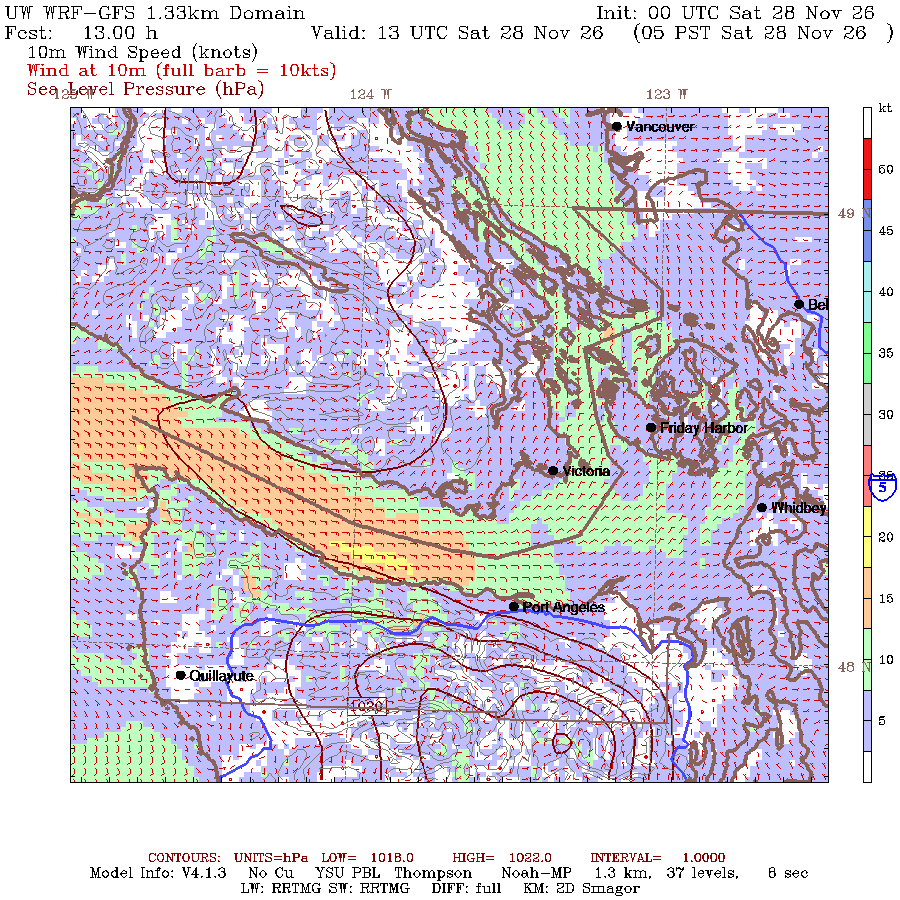 UW WRF-GFS 1.33km Domain Init: 00 UTC Sat 28 Nov 26
Fcst: 13.00 h Valid: 13 UTC Sat 28 Nov 26 (05 PST Sat 28 Nov 26 )
10m Wind Speed (knots)
Wind at 10m (full barb = 10kts)
Sea Level Pressure (hPa)
125 W 124 W 123 W
kt
Vancouver
60
49 N
45
Bel
40
35
30
Friday Harbor
25
Victoria
5
Whidbey
20
15
Port Angeles
10
48 N
Quillayute
1020
5
CONTOURS: UNITS=hPa LOW= 1018.0 HIGH= 1022.0 INTERVAL= 1.0000
Model Info: V4.1.3 No Cu YSU PBL Thompson Noah-MP 1.3 km, 37 levels, 8 sec
LW: RRTMG SW: RRTMG DIFF: full KM: 2D Smagor